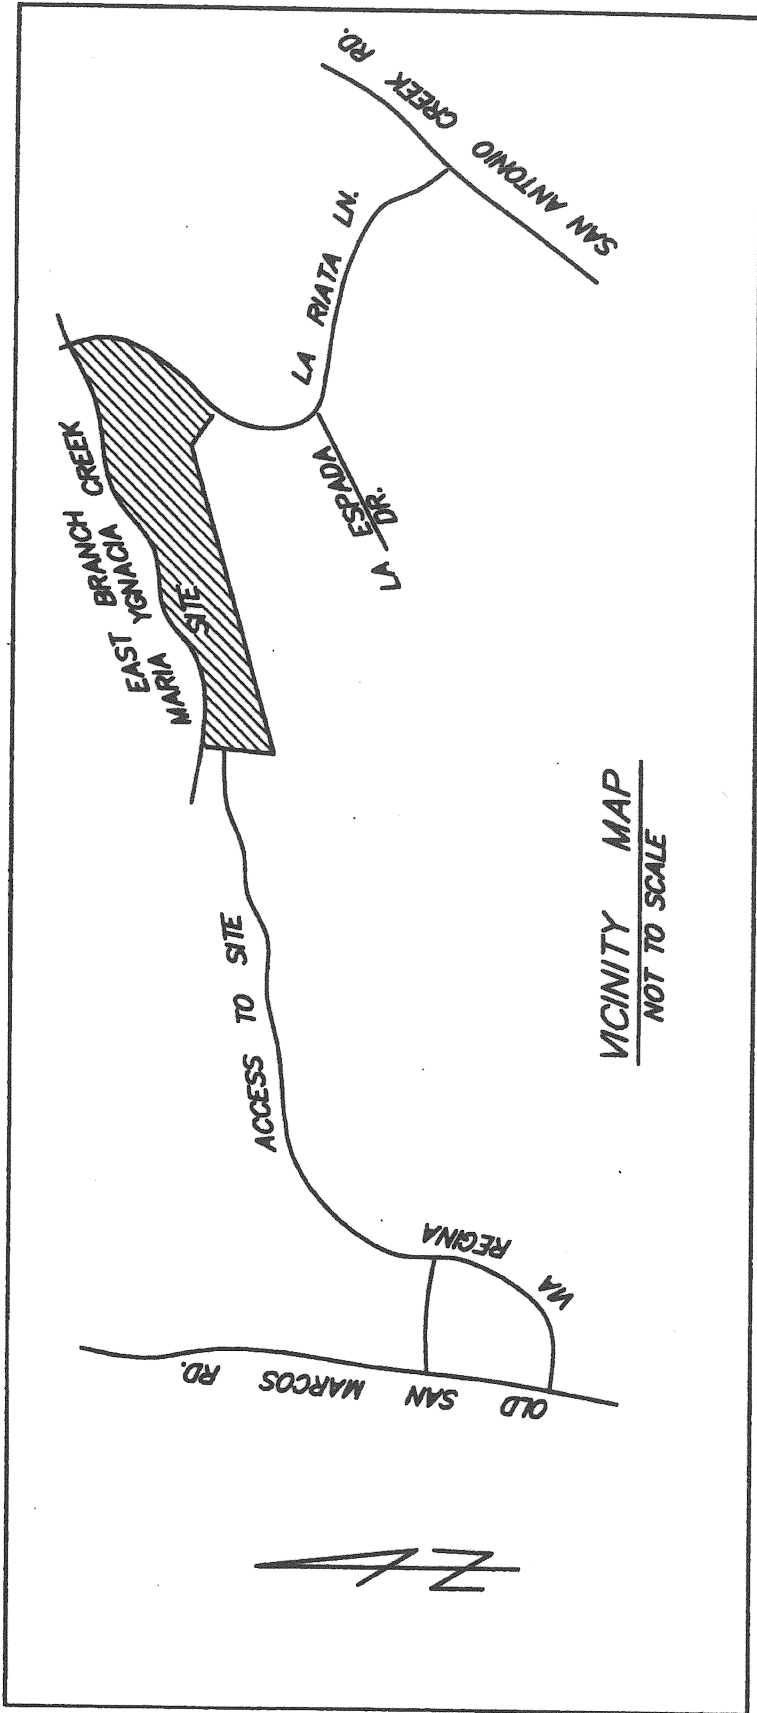 SAN ANTONIO CREEK RD.
LA RIATA LN.
LA ESPADA
DR.
EAST BRANCH
MARIA YGNACIA CREEK
SITE
ACCESS TO SITE
VIA REGINA
OLD SAN MARCOS RD.
N
VICINITY MAP
NOT TO SCALE